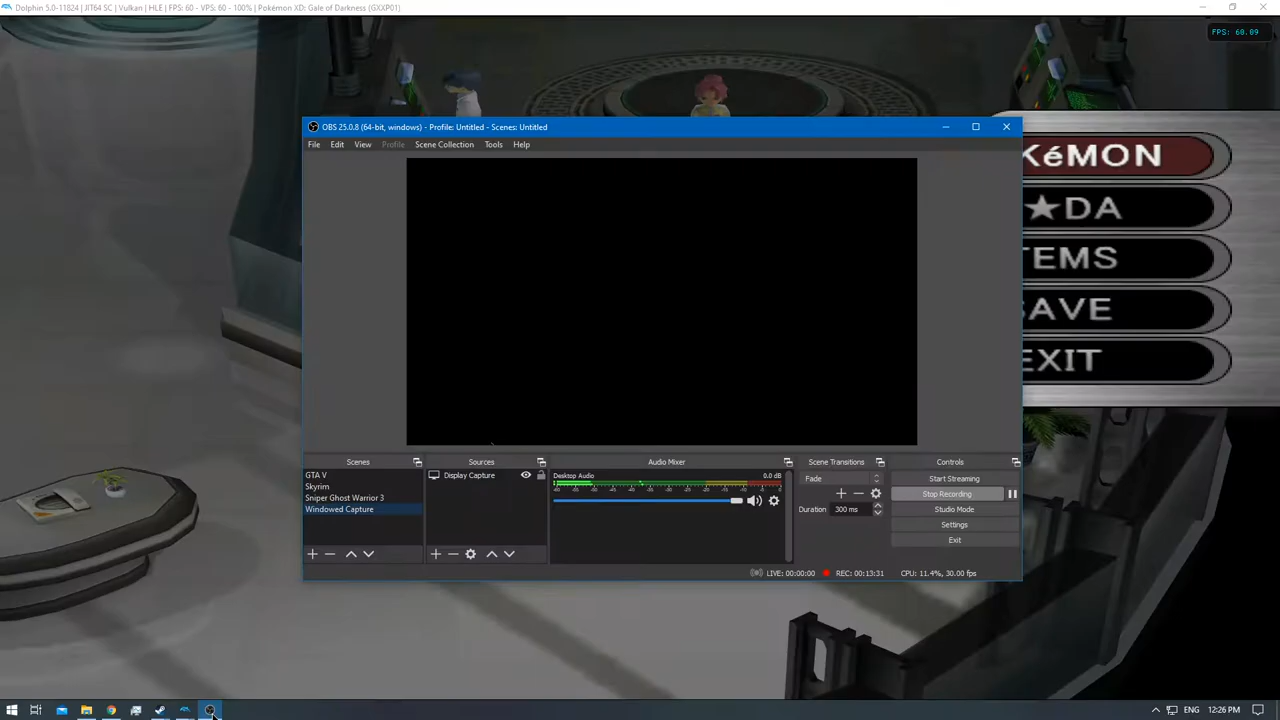 Dolphin 5.0-11824 | JIT64 SC | Vulkan | HLE | FPS: 60 - VPS: 60 - 100% | Pokémon XD: Gale of Darkness (GXXP01)
FPS: 60.09
OBS 25.0.8 (64-bit, windows) - Profile: Untitled - Scenes: Untitled
File Edit View Profile Scene Collection Tools Help
KéMON
★DA
TEMS
SAVE
EXIT
Scenes
GTA V
Skyrim
Sniper Ghost Warrior 3
Windowed Capture
Sources
Display Capture
Audio Mixer
Desktop Audio 0.0 dB
Scene Transitions
Fade
Duration 300 ms
Controls
Start Streaming
Stop Recording
Studio Mode
Settings
Exit
LIVE: 00:00:00 REC: 00:13:31 CPU: 11.4%, 30.00 fps
ENG 12:26 PM